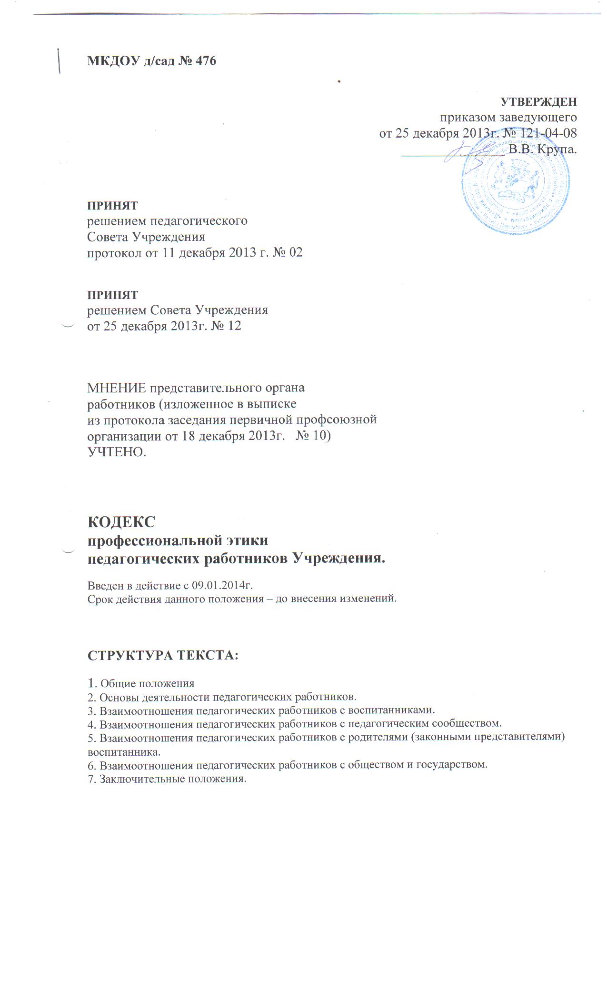 МКДОУ д/сад № 476
УТВЕРЖДЕН
приказом заведующего
от 25 декабря 2013г. № 121-04-08
В.В. Крупа.
ПРИНЯТ
решением педагогического
Совета Учреждения
протокол от 11 декабря 2013 г. № 02
ПРИНЯТ
решением Совета Учреждения
от 25 декабря 2013г. № 12
МНЕНИЕ представительного органа
работников (изложенное в выписке
из протокола заседания первичной профсоюзной
организации от 18 декабря 2013г. № 10)
УЧТЕНО.
КОДЕКС
профессиональной этики
педагогических работников Учреждения.
Введен в действие с 09.01.2014г.
Срок действия данного положения – до внесения изменений.
СТРУКТУРА ТЕКСТА:
1. Общие положения
2. Основы деятельности педагогических работников.
3. Взаимоотношения педагогических работников с воспитанниками.
4. Взаимоотношения педагогических работников с педагогическим сообществом.
5. Взаимоотношения педагогических работников с родителями (законными представителями)
воспитанника.
6. Взаимоотношения педагогических работников с обществом и государством.
7. Заключительные положения.